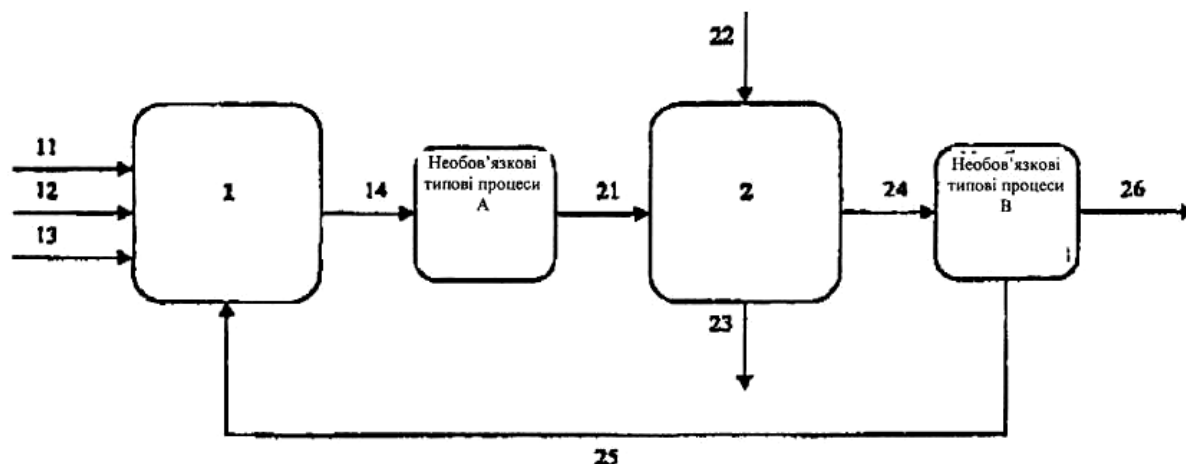 22
11
12
13
1
14
Необов’язкові
типові процеси
А
21
2
24
Необов’язкові
типові процеси
В
26
23
25